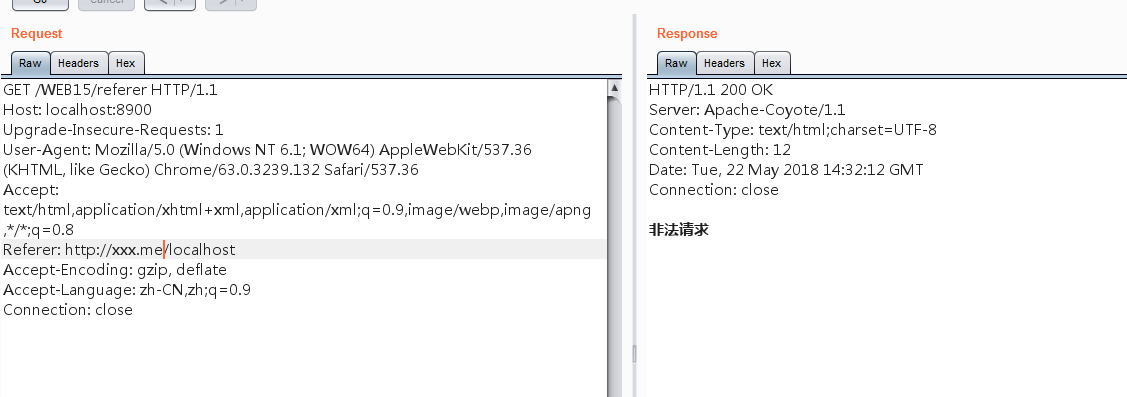 Go Cancel < >
Request
Raw Headers Hex
GET /WEB15/referer HTTP/1.1
Host: localhost:8900
Upgrade-Insecure-Requests: 1
User-Agent: Mozilla/5.0 (Windows NT 6.1; WOW64) AppleWebKit/537.36
(KHTML, like Gecko) Chrome/63.0.3239.132 Safari/537.36
Accept:
text/html,application/xhtml+xml,application/xml;q=0.9,image/webp,image/apng
,*/*;q=0.8
Referer: http://xxx.me/localhost
Accept-Encoding: gzip, deflate
Accept-Language: zh-CN,zh;q=0.9
Connection: close
Response
Raw Headers Hex
HTTP/1.1 200 OK
Server: Apache-Coyote/1.1
Content-Type: text/html;charset=UTF-8
Content-Length: 12
Date: Tue, 22 May 2018 14:32:12 GMT
Connection: close
非法请求